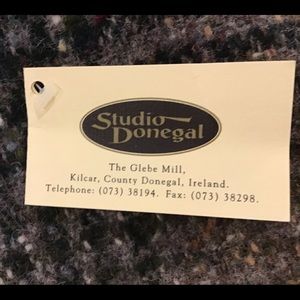 Studio
Donegal
The Glebe Mill,
Kilcar, County Donegal, Ireland.
Telephone: (073) 38194. Fax: (073) 38298.